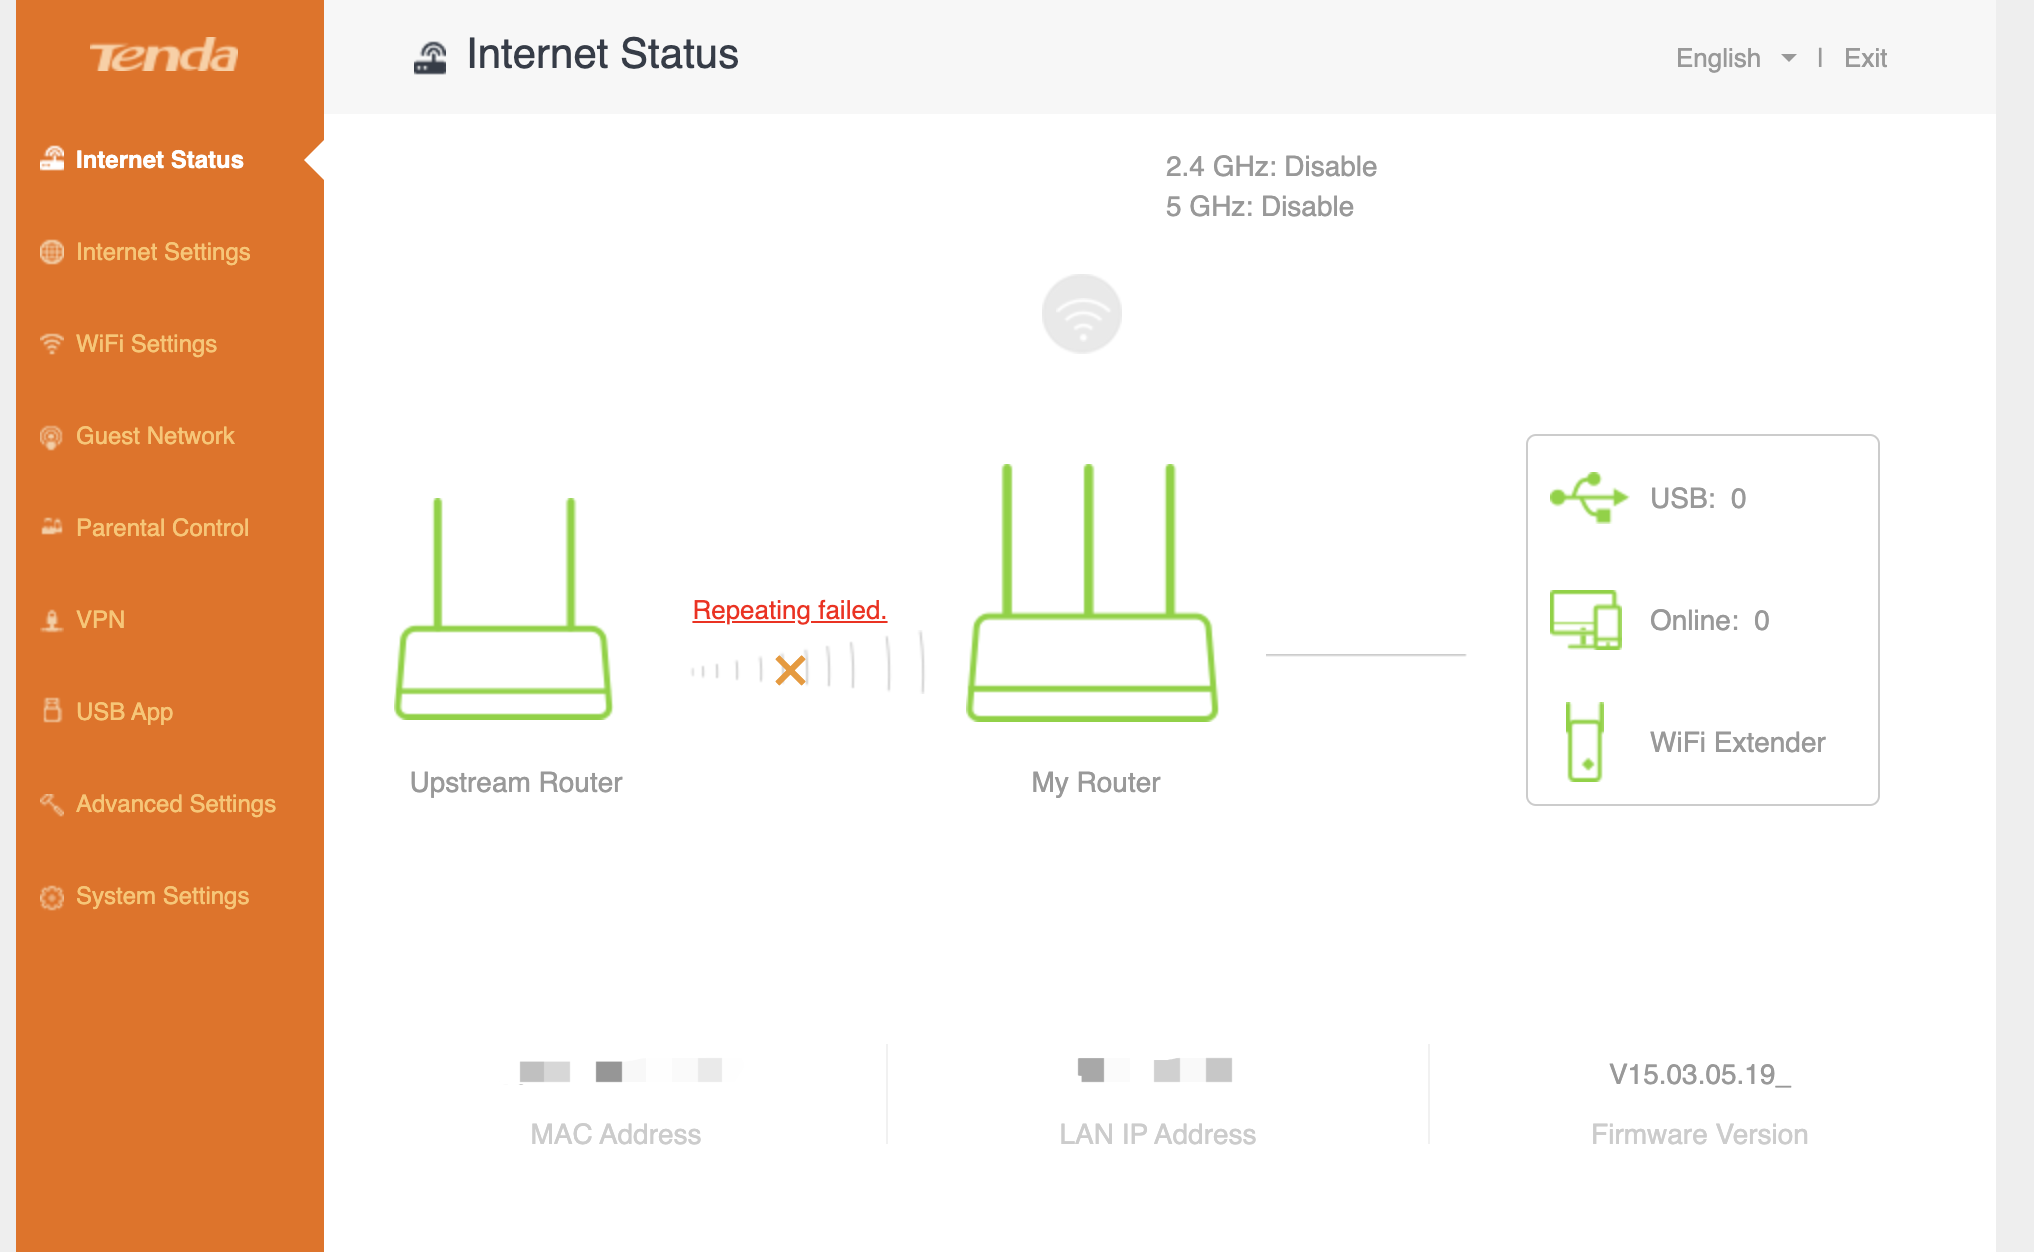 Tenda
Internet Status
English | Exit
Internet Status
Internet Settings
WiFi Settings
Guest Network
Parental Control
VPN
USB App
Advanced Settings
System Settings
2.4 GHz: Disable
5 GHz: Disable
Repeating failed.
Upstream Router
My Router
USB: 0
Online: 0
WiFi Extender
MAC Address
LAN IP Address
V15.03.05.19_
Firmware Version